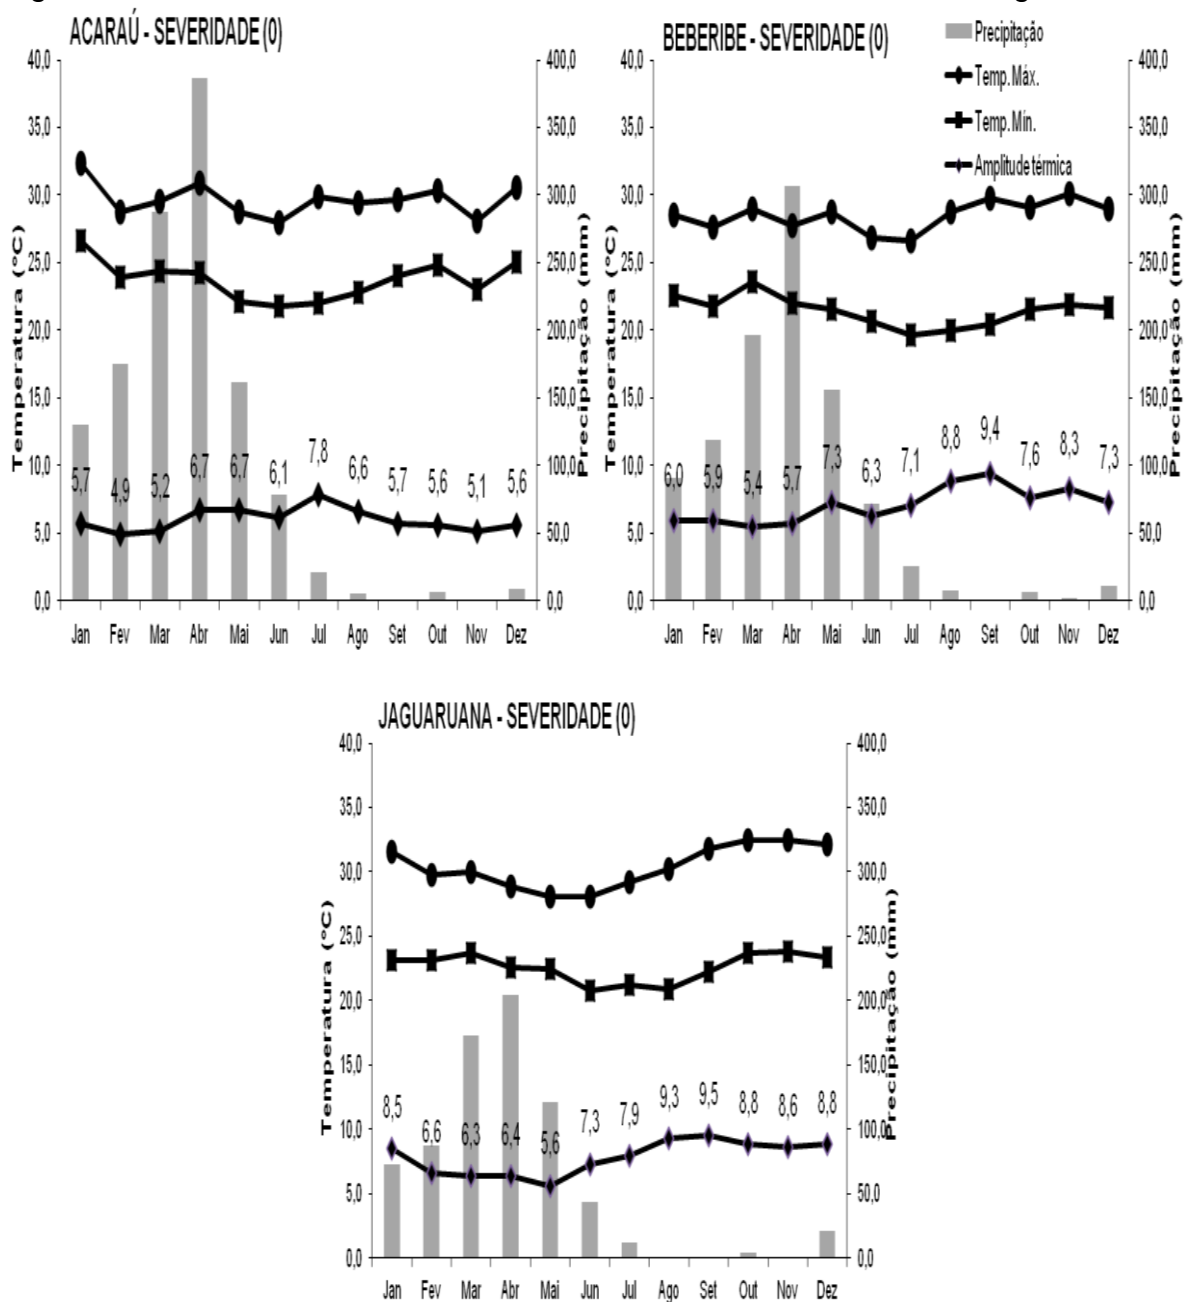 ACARAÚ - SEVERIDADE (0)
40,0
35,0
30,0
25,0
20,0
15,0
10,0
5,0
0,0
Temperatura (°C)
400,0
350,0
300,0
250,0
200,0
150,0
100,0
50,0
0,0
Precipitação (mm)
5,7 4,9 5,2 6,7 6,7 6,1 7,8 6,6 5,7 5,6 5,1 5,6
Jan Fev Mar Abr Mai Jun Jul Ago Set Out Nov Dez
BEBERIBE - SEVERIDADE (0)
Precipitação
Temp. Máx.
Temp. Mín.
Amplitude térmica
40,0
35,0
30,0
25,0
20,0
15,0
10,0
5,0
0,0
Temperatura (°C)
400,0
350,0
300,0
250,0
200,0
150,0
100,0
50,0
0,0
Precipitação (mm)
6,0 5,9 5,4 5,7 7,3 6,3 7,1 8,8 9,4 7,6 8,3 7,3
Jan Fev Mar Abr Mai Jun Jul Ago Set Out Nov Dez
JAGUARUANA - SEVERIDADE (0)
40,0
35,0
30,0
25,0
20,0
15,0
10,0
5,0
0,0
Temperatura (°C)
400,0
350,0
300,0
250,0
200,0
150,0
100,0
50,0
0,0
Precipitação (mm)
8,5 6,6 6,3 6,4 5,6 7,3 7,9 9,3 9,5 8,8 8,6 8,8
Jan Fev Mar Abr Mai Jun Jul Ago Set Out Nov Dez